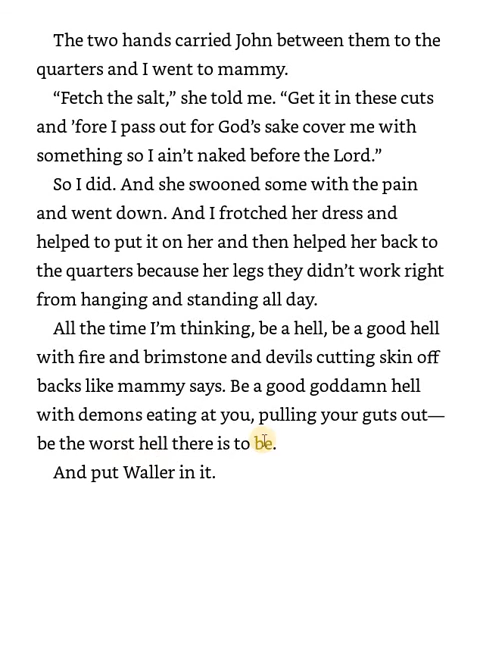 The two hands carried John between them to the
quarters and I went to mammy.
“Fetch the salt,” she told me. “Get it in these cuts
and ’fore I pass out for God’s sake cover me with
something so I ain’t naked before the Lord.”
So I did. And she swooned some with the pain
and went down. And I frotched her dress and
helped to put it on her and then helped her back to
the quarters because her legs they didn’t work right
from hanging and standing all day.
All the time I’m thinking, be a hell, be a good hell
with fire and brimstone and devils cutting skin off
backs like mammy says. Be a good goddamn hell
with demons eating at you, pulling your guts out—
be the worst hell there is to be.
And put Waller in it.